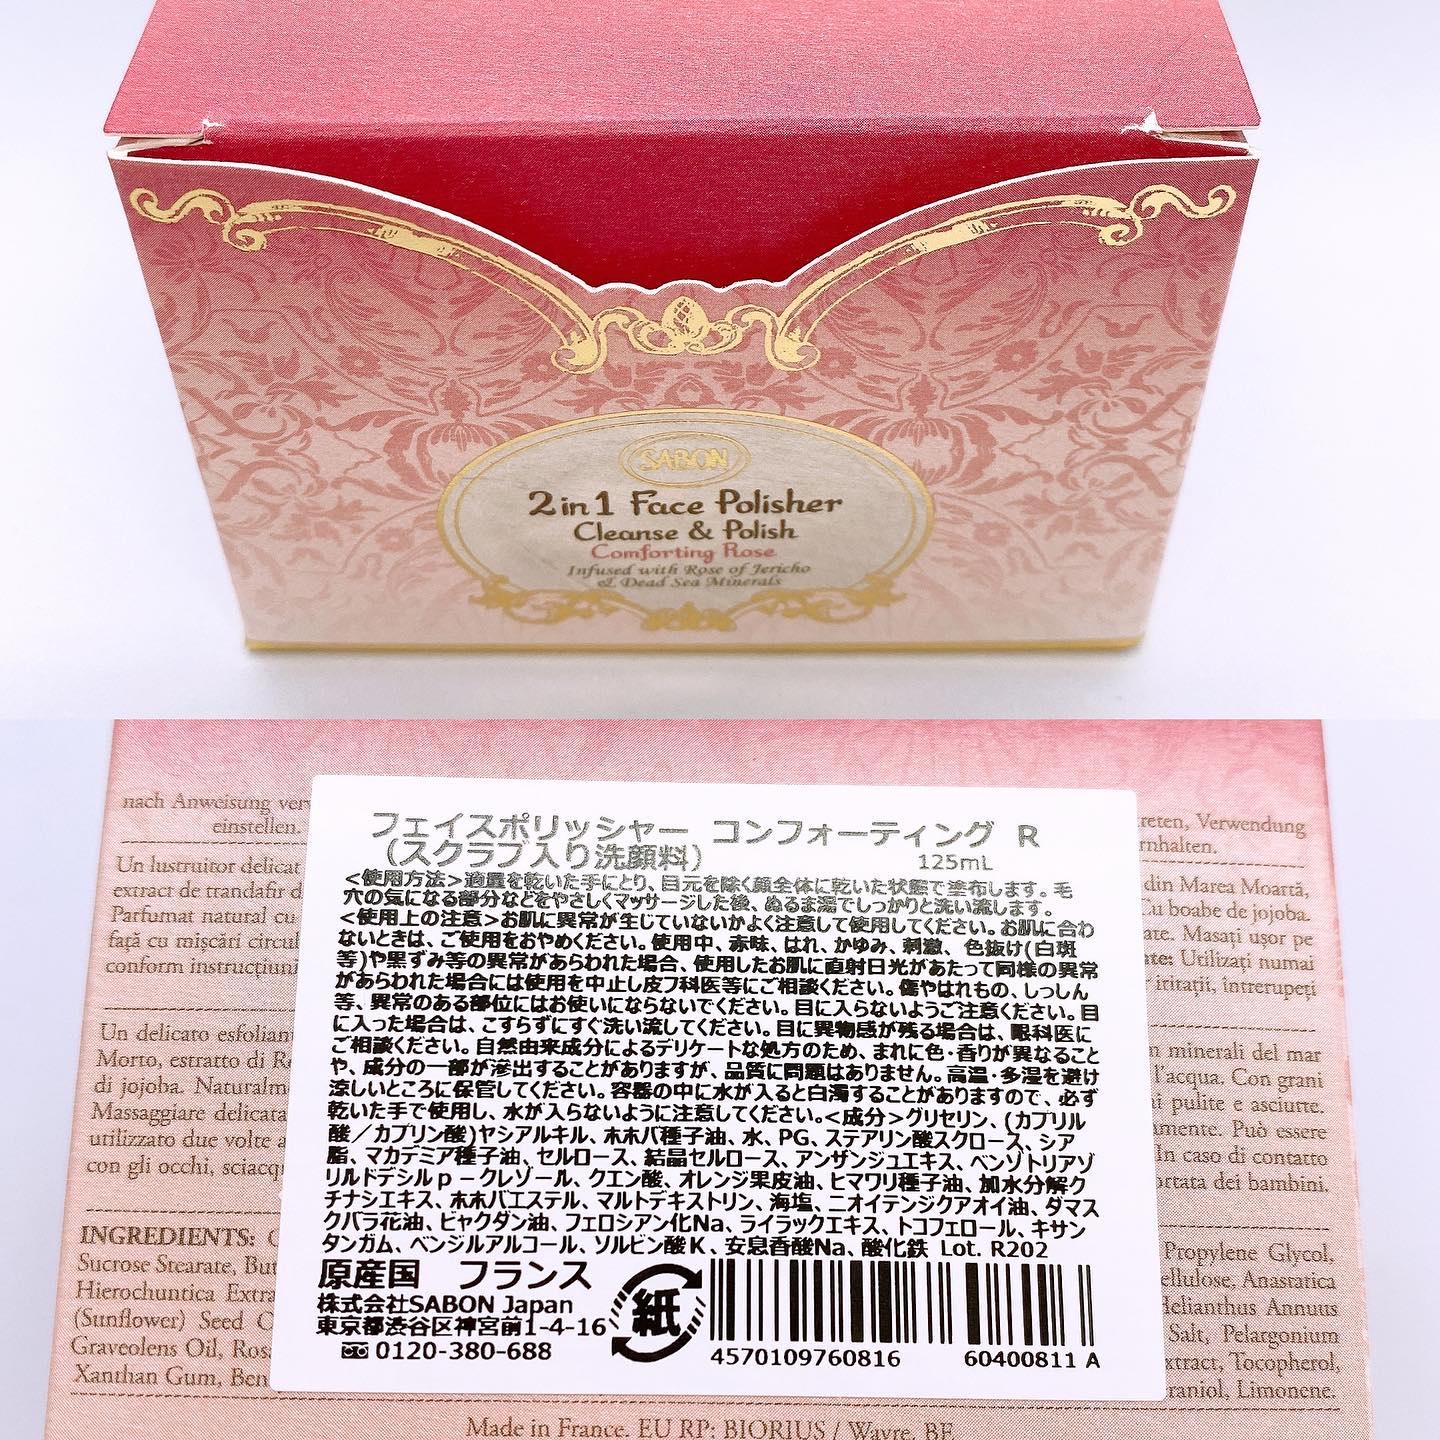 SABON
2in1 Face Polisher
Cleanse & Polish
Comforting Rose
Infused with Rose of Jericho
& Dead Sea Minerals
nach Anweisung
einstellen.
Un lustruitor delicat
extract de trandafir d
Parfumat natural cu
față cu mișcări circul
conform instrucțiuni
Un delicato esfolian
Morto, estratto di R
di jojoba. Naturalm
Massaggiare delicata
utilizzato due volte a
con gli occhi, sciacq
INGREDIENTS:
Sucrose Stearate, But
Hierochuntica Extra
(Sunflower) Seed O
Graveolens Oil, Rosa
Xanthan Gum, Ben
フェイスポリッシャー コンフォーティング R
(スクラブ入り洗顔料) 125mL
<使用方法>適量を乾いた手にとり、目元を除く顔全体に乾いた状態で塗布します。毛
穴の気になる部分などをやさしくマッサージした後、ぬるま湯でしっかりと洗い流します。
<使用上の注意>お肌に異常が生じていないかよく注意して使用してください。お肌に合わ
ないときは、ご使用をおやめください。使用中、赤味、はれ、かゆみ、刺激、色抜け(白斑
等)や黒ずみ等の異常があらわれた場合、使用したお肌に直射日光があたって同様の異常
があらわれた場合には使用を中止し皮フ科医等にご相談ください。傷やはれもの、しっしん
等、異常のある部位にはお使いにならないでください。目に入らないようご注意ください。目
に入った場合は、こすらずにすぐ洗い流してください。目に異物感が残る場合は、眼科医に
ご相談ください。自然由来成分によるデリケートな処方のため、まれに色・香りが異なること
や、成分の一部が滲出することがありますが、品質に問題はありません。高温・多湿を避け
涼しいところに保管してください。容器の中に水が入ると白濁することがありますので、必ず
乾いた手で使用し、水が入らないように注意してください。<成分>グリセリン、(カプリル
酸/カプリン酸)ヤシアルキル、ホホバ種子油、水、PG、ステアリン酸スクロース、シア
脂、マカデミア種子油、セルロース、結晶セルロース、アンザンジュエキス、ベンゾトリアゾ
リルドデシルp-クレゾール、クエン酸、オレンジ果皮油、ヒマワリ種子油、加水分解ク
チナシエキス、ホホバエステル、マルトデキストリン、海塩、ニオイテンジクアオイ油、ダマス
クバラ花油、ビャクダン油、フェロシアン化Na、ライラックエキス、トコフェロール、キサン
タンガム、ベンジルアルコール、ソルビン酸K、安息香酸Na、酸化鉄 Lot. R202
原産国 フランス
株式会社SABON Japan
東京都渋谷区神宮前1-4-16
0120-380-688
紙
4570109760816 60400811 A
reten, Verwendung
rnhalten.
din Marea Moartă,
Cu boabe de jojoba.
ate. Masați ușor pe
te: Utilizați numai
iritații, întrerupeți
n minerali del mar
l'acqua. Con grani
ni pulite e asciutte.
mente. Può essere
In caso di contatto
ortata dei bambini.
Propylene Glycol,
ellulose, Anastatica
Helianthus Annuus
Salt, Pelargonium
xtract, Tocopherol,
raniol, Limonene.
Made in France. EU RP: BIORIUS / Wavre, BE